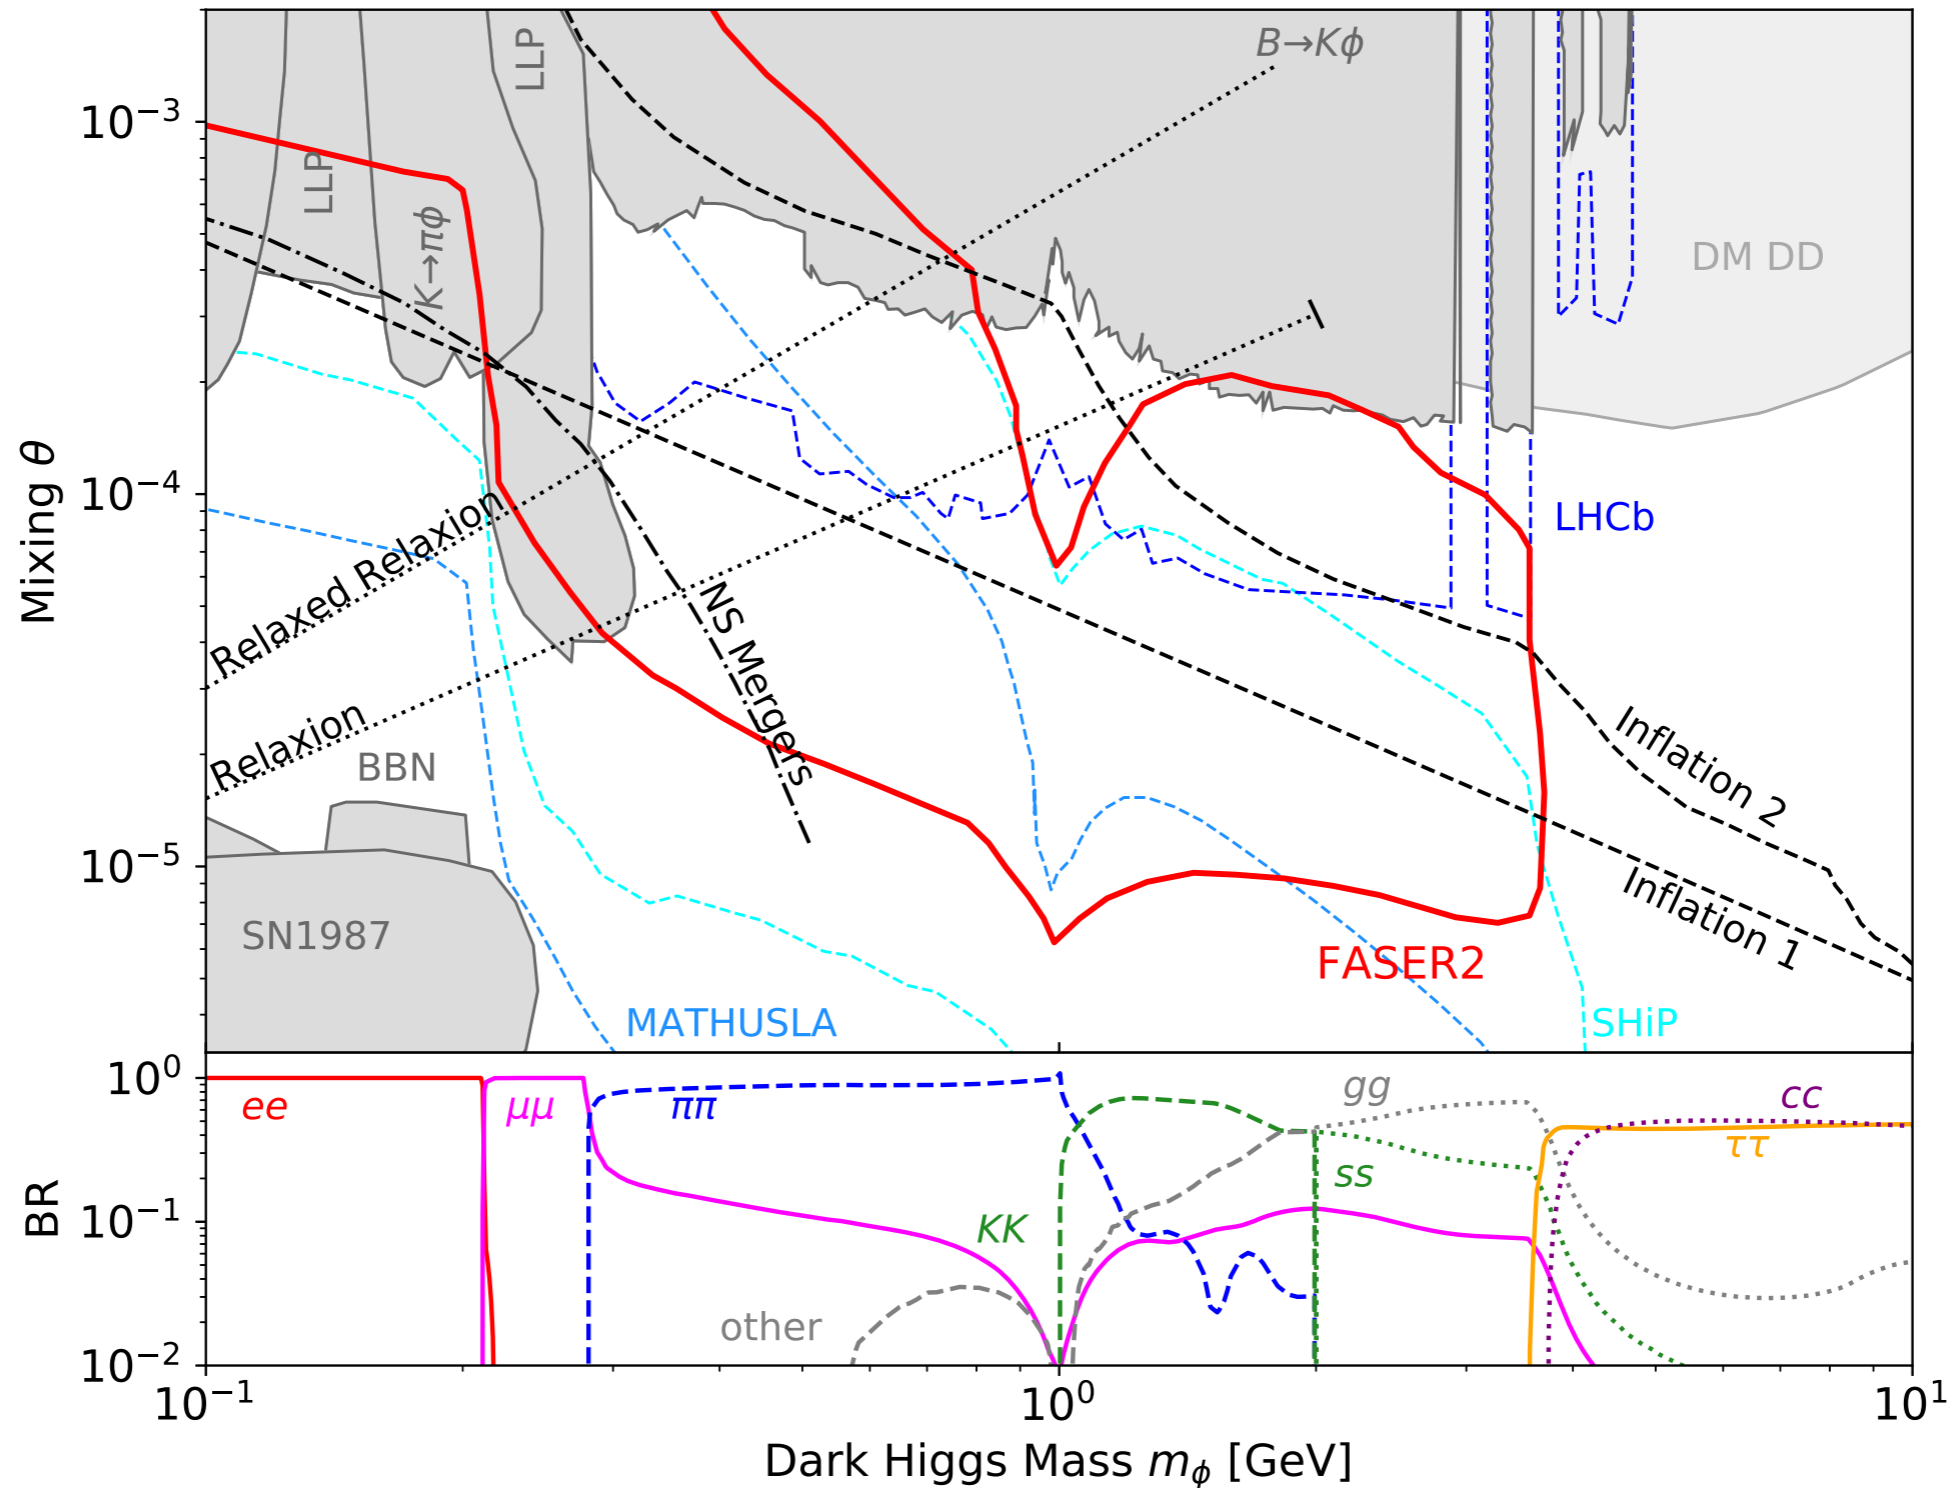 LLP
B→Kϕ
10⁻³
LLP
K→πϕ
DM DD
Mixing θ
10⁻⁴
LHCb
Relaxed Relaxion
NS Mergers
Relaxion
BBN
Inflation 2
10⁻⁵
Inflation 1
SN1987
FASER2
MATHUSLA
SHiP
10⁰
ee
μμ
ππ
gg
cc
ττ
ss
BR
10⁻¹
KK
other
10⁻²
10⁻¹
10⁰
10¹
Dark Higgs Mass mϕ [GeV]